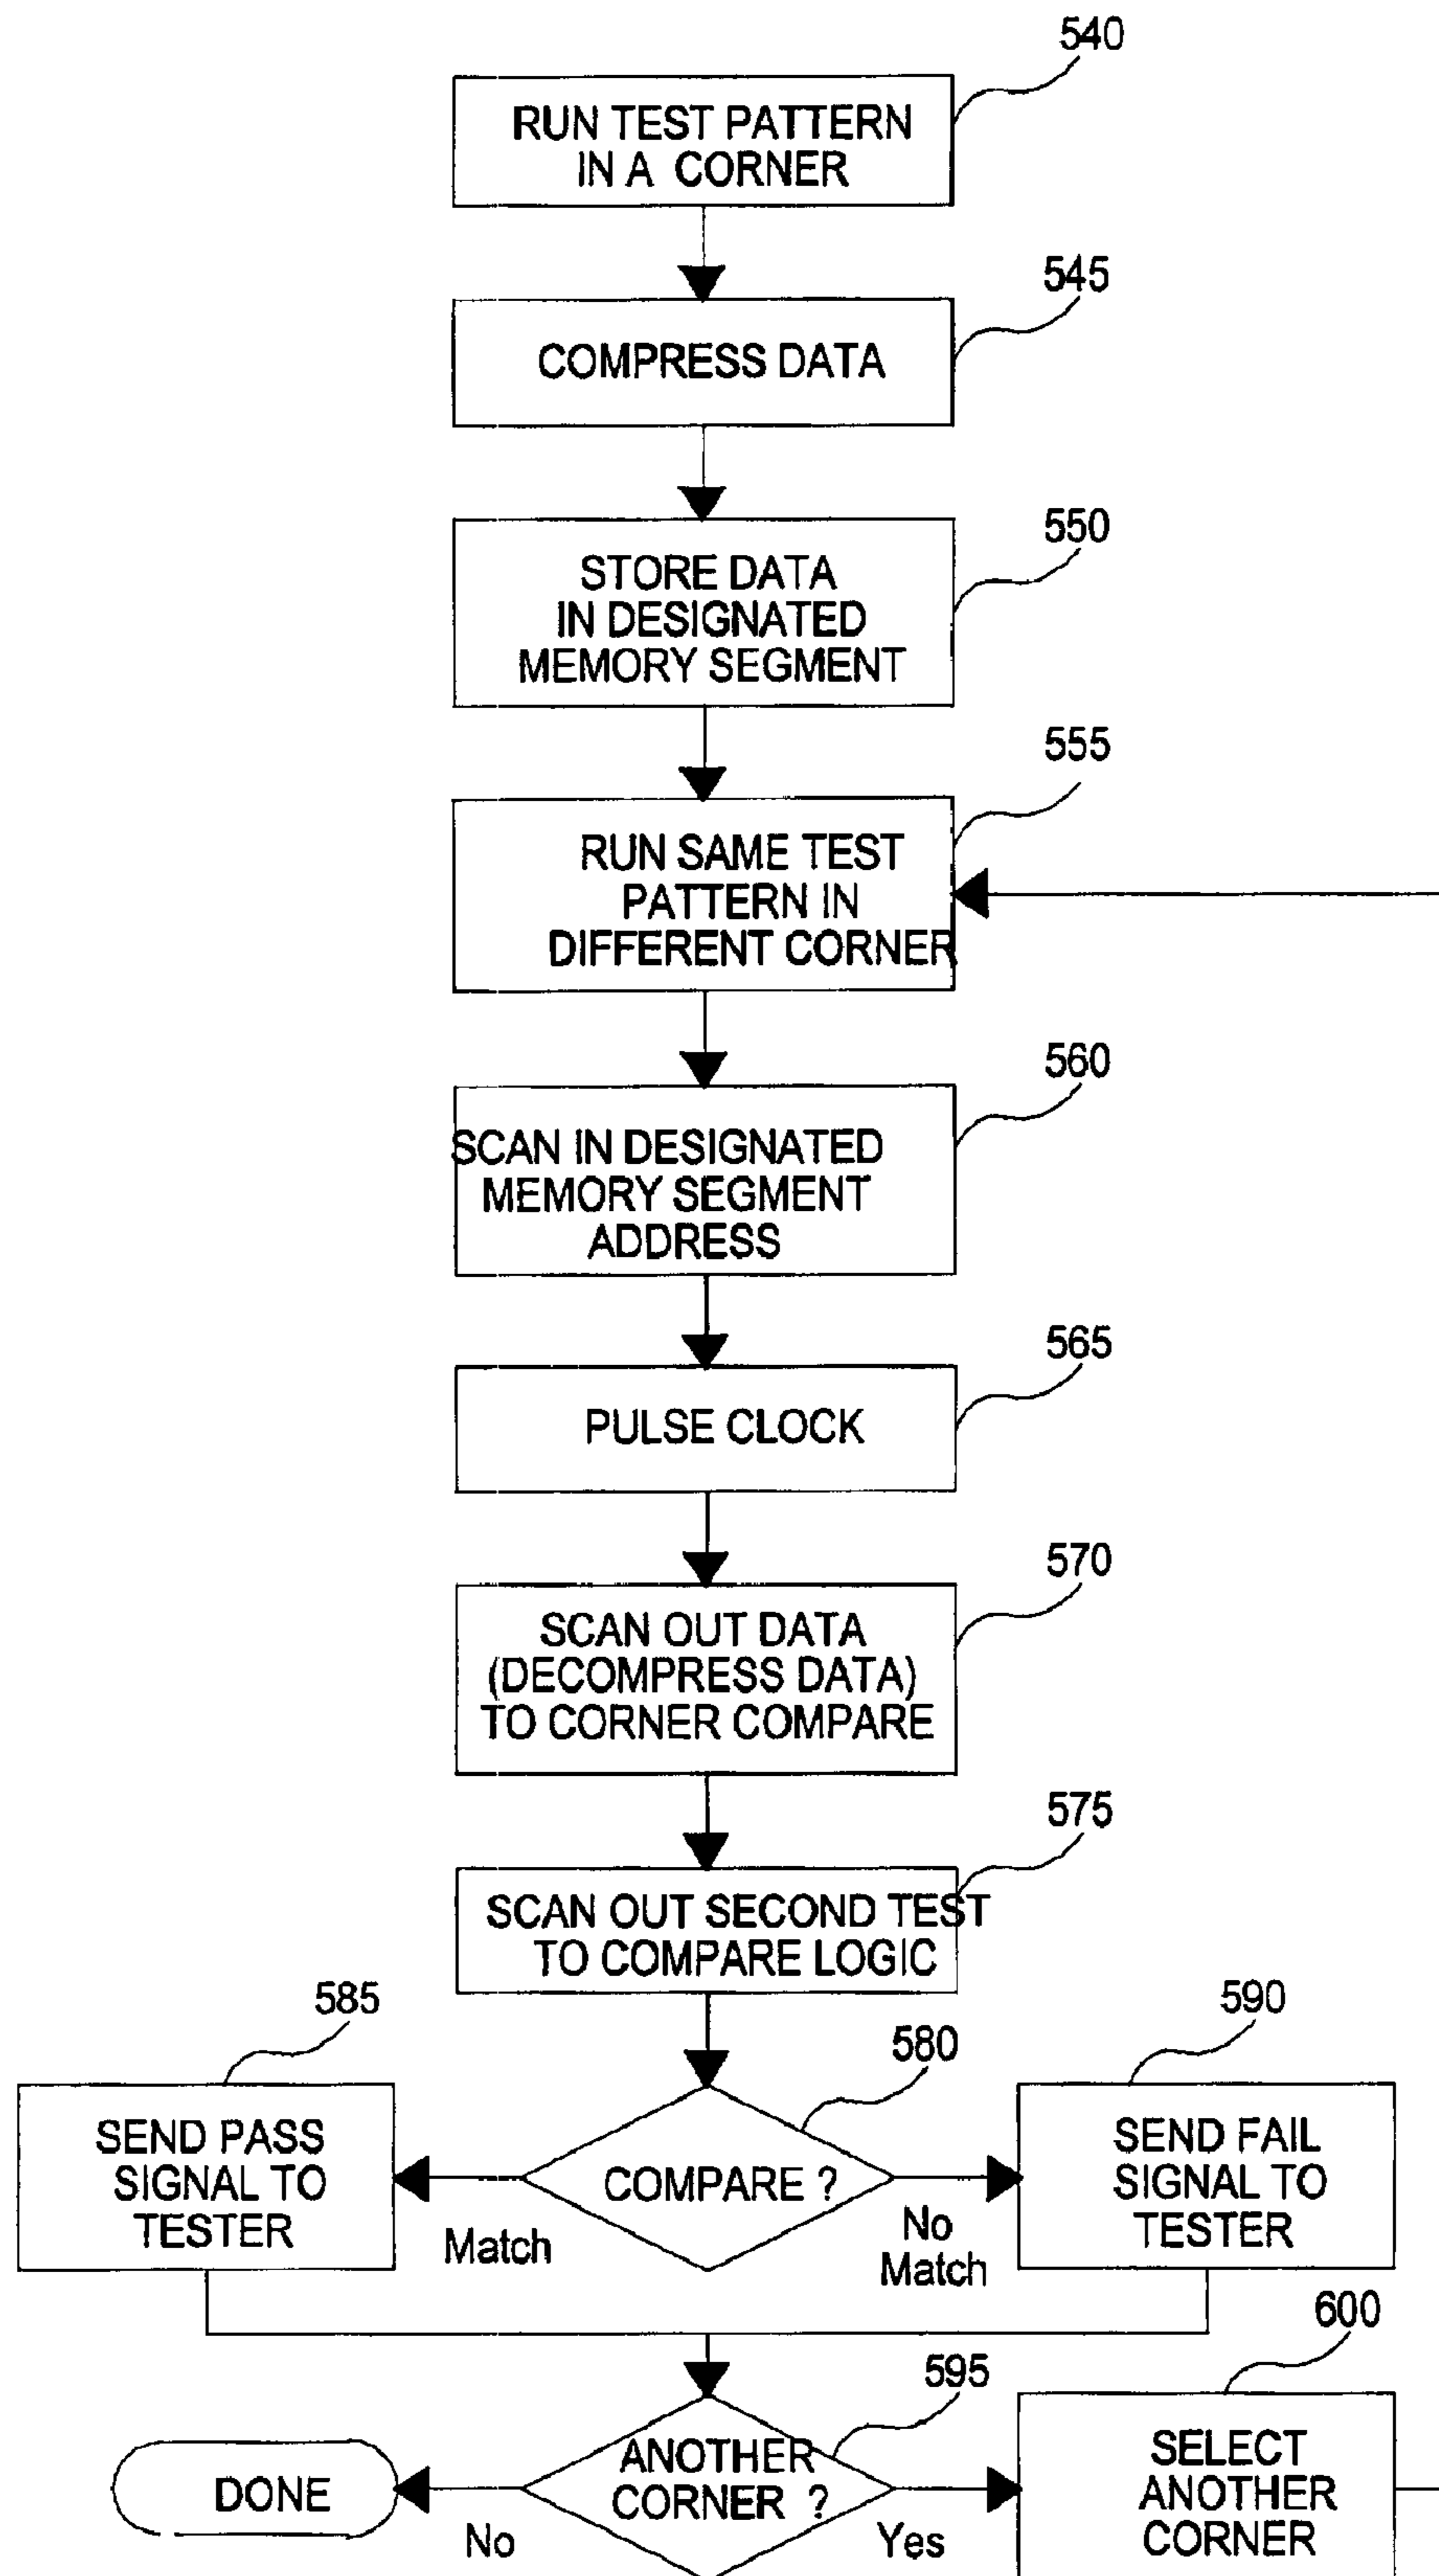 540
RUN TEST PATTERN
IN A CORNER
545
COMPRESS DATA
550
STORE DATA
IN DESIGNATED
MEMORY SEGMENT
555
RUN SAME TEST
PATTERN IN
DIFFERENT CORNER
560
SCAN IN DESIGNATED
MEMORY SEGMENT
ADDRESS
565
PULSE CLOCK
570
SCAN OUT DATA
(DECOMPRESS DATA)
TO CORNER COMPARE
575
SCAN OUT SECOND TEST
TO COMPARE LOGIC
585
580
590
SEND PASS
SIGNAL TO
TESTER
COMPARE ?
SEND FAIL
SIGNAL TO
TESTER
Match
No
Match
600
595
DONE
ANOTHER
CORNER ?
SELECT
ANOTHER
CORNER
No
Yes